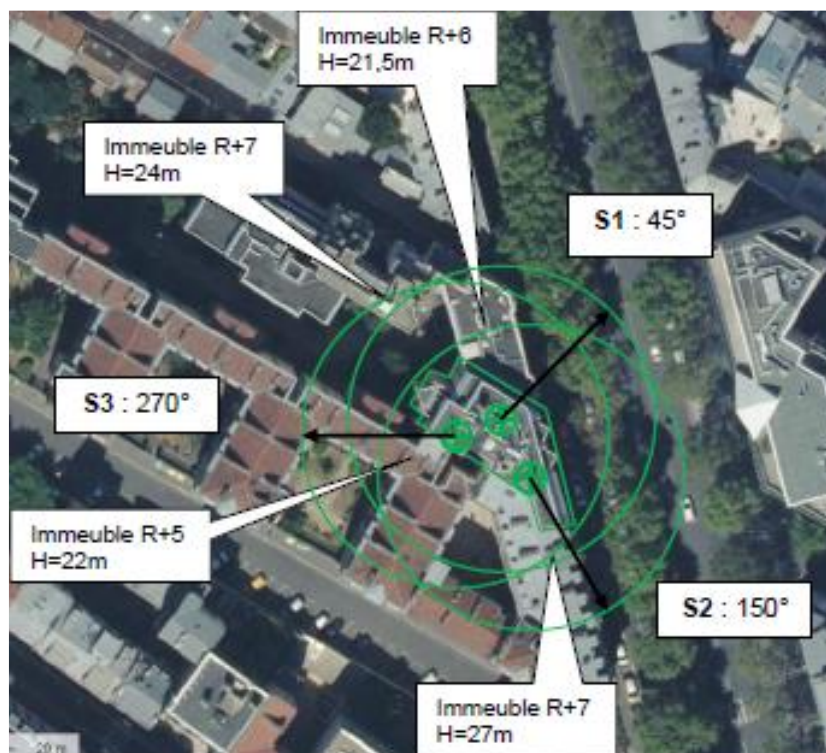 Immeuble R+6
H=21,5m
Immeuble R+7
H=24m
S1 : 45°
S3 : 270°
Immeuble R+5
H=22m
S2 : 150°
Immeuble R+7
H=27m
20 m